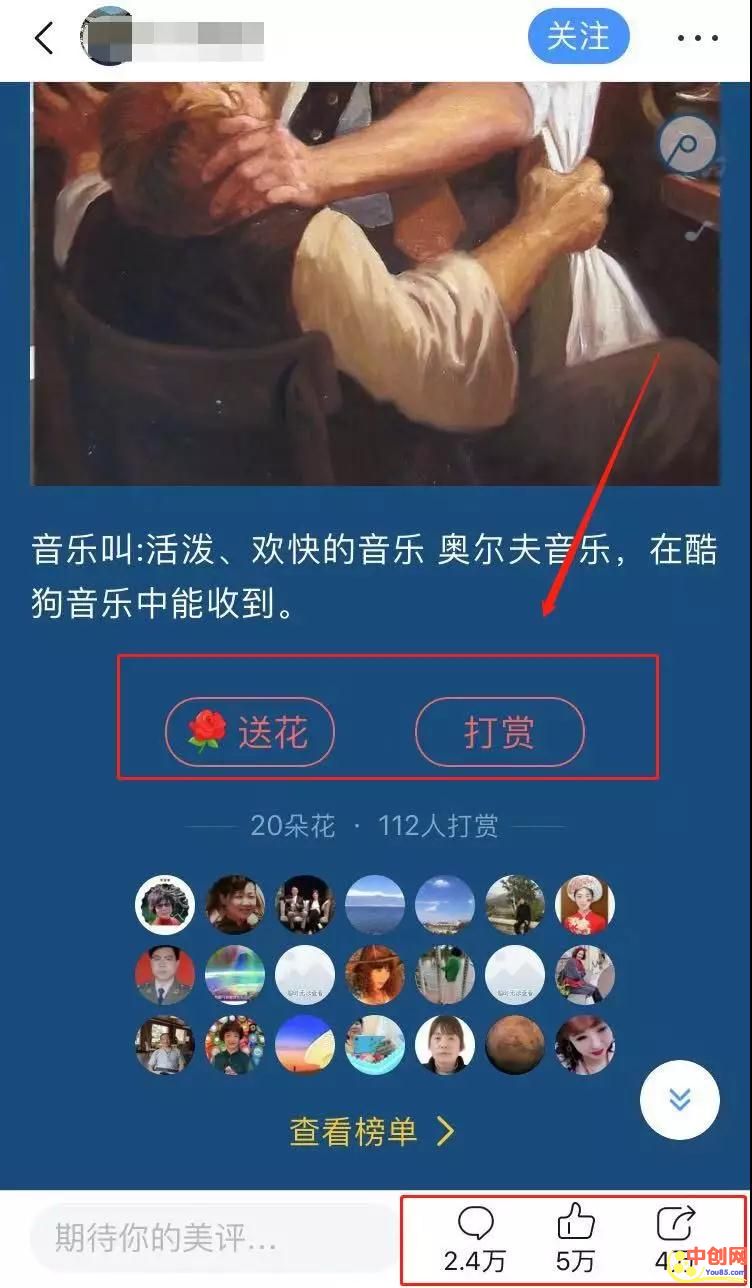 关注
音乐叫:活泼、欢快的音乐 奥尔夫音乐，在酷
狗音乐中能收到。
送花
打赏
20朵花 · 112人打赏
查看榜单
期待你的美评...
2.4万
5万
中创网
You85.com